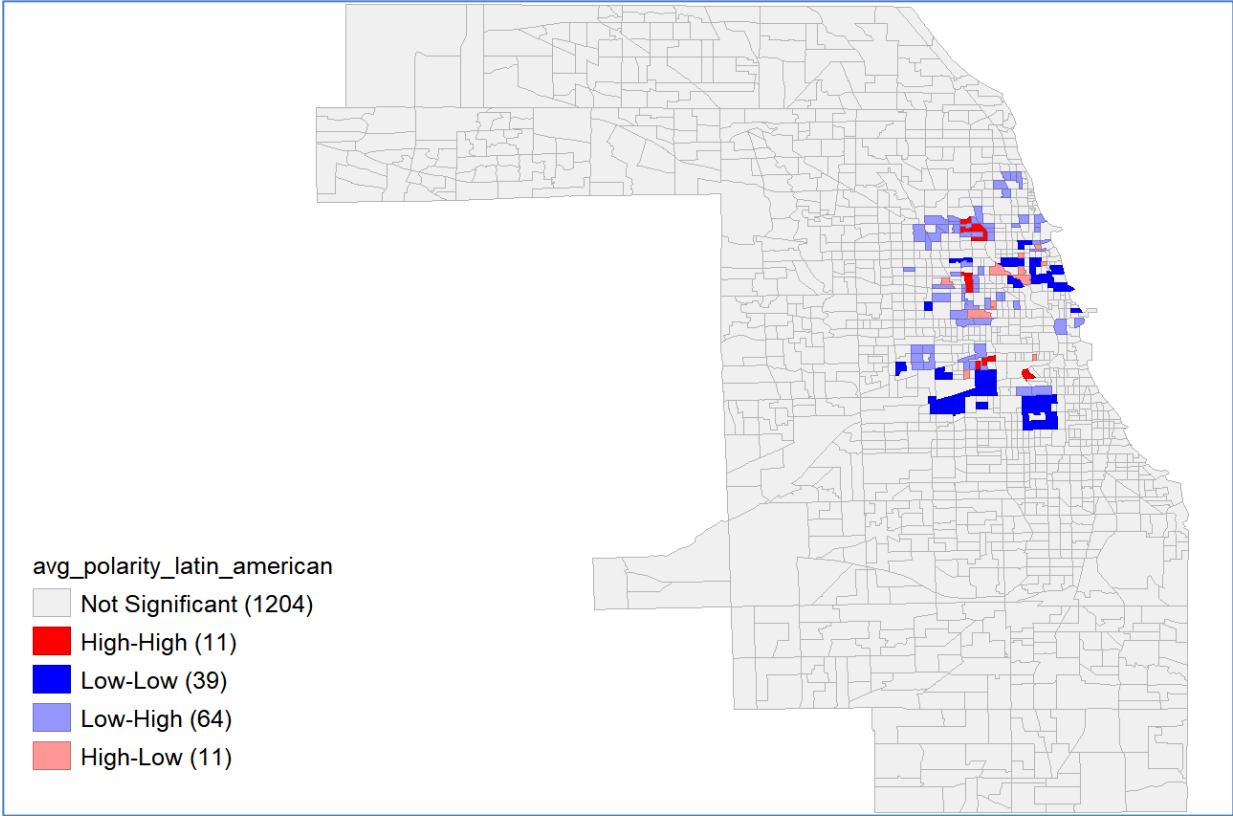 avg_polarity_latin_american
Not Significant (1204)
High-High (11)
Low-Low (39)
Low-High (64)
High-Low (11)